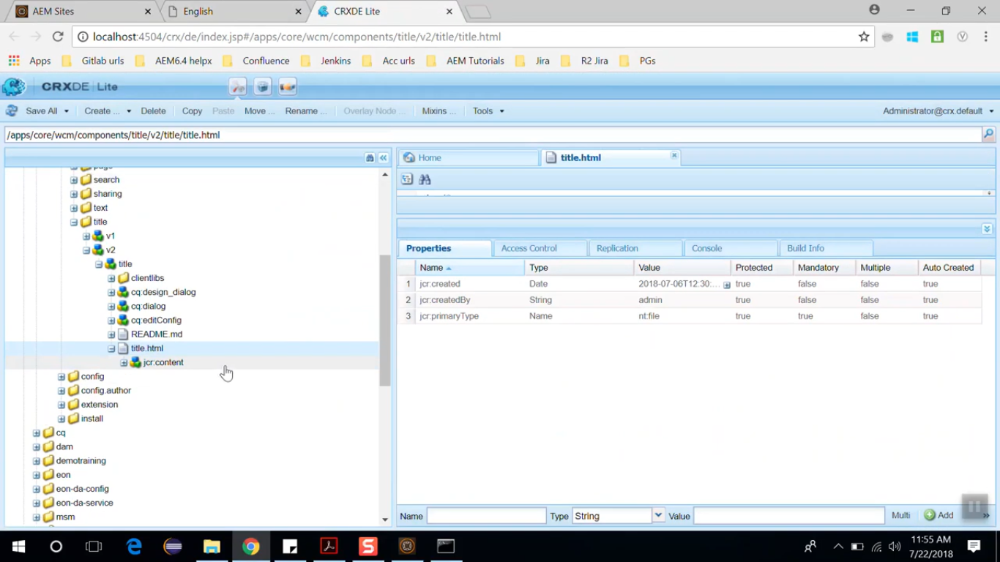 AEM Sites English CRXDE Lite
localhost:4504/crx/de/index.jsp#/apps/core/wcm/components/title/v2/title/title.html
Apps Gitlab urls AEM6.4 helpx Confluence Jenkins Acc urls AEM Tutorials Jira R2 Jira PGs
CRXDE | Lite
Save All Create ... Delete Copy Paste Move ... Rename ... Overlay Node ... Mixins ... Tools Administrator@crx.default
/apps/core/wcm/components/title/v2/title/title.html
Home title.html
page
search
sharing
text
title
v1
v2
title
clientlibs
cq:design_dialog
cq:dialog
cq:editConfig
README.md
title.html
jcr:content
config
config.author
extension
install
cq
dam
demotraining
eon
eon-da-config
eon-da-service
msm
Properties Access Control Replication Console Build Info
Name Type Value Protected Mandatory Multiple Auto Created
1 jcr:created Date 2018-07-06T12:30:... true false false true
2 jcr:createdBy String admin true false false true
3 jcr:primaryType Name nt:file true true false true
Name Type String Value Multi Add
11:55 AM
7/22/2018